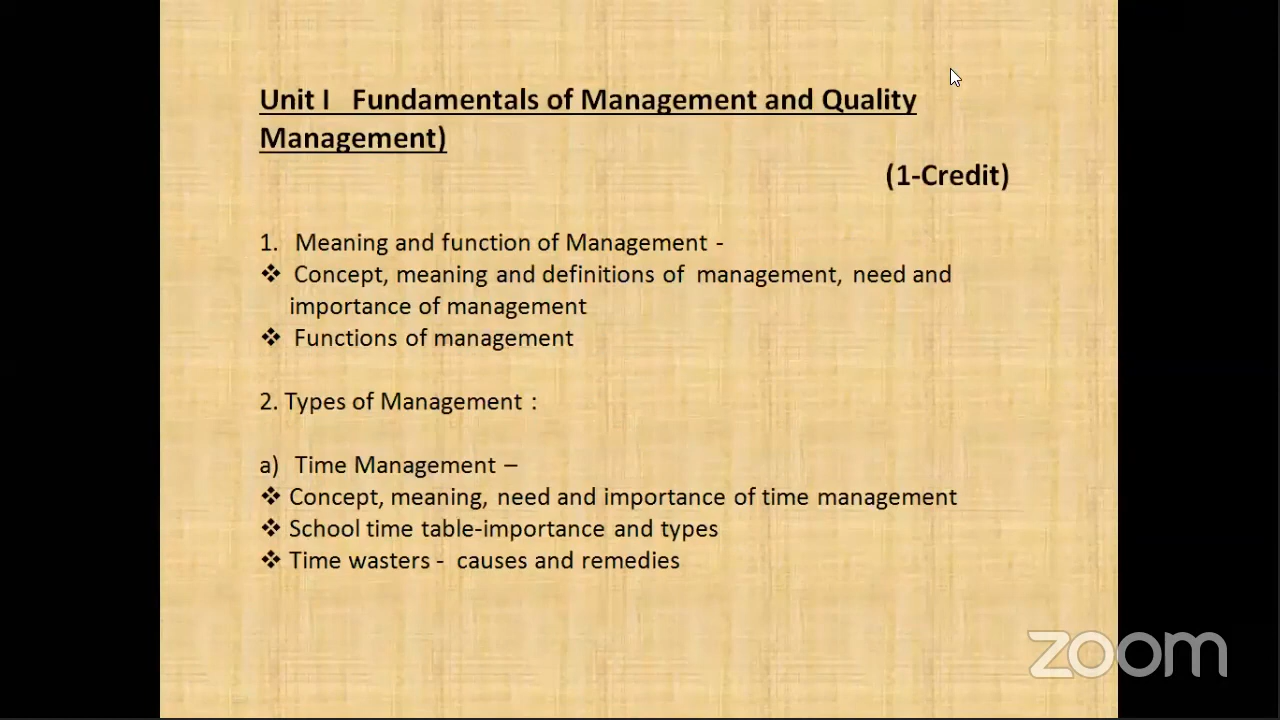 Unit I   Fundamentals of Management and Quality
Management)
(1-Credit)
1.  Meaning and function of Management -
❖ Concept, meaning and definitions of  management, need and
importance of management
❖ Functions of management
2. Types of Management :
a)  Time Management –
❖ Concept, meaning, need and importance of time management
❖ School time table-importance and types
❖ Time wasters -  causes and remedies
zoom